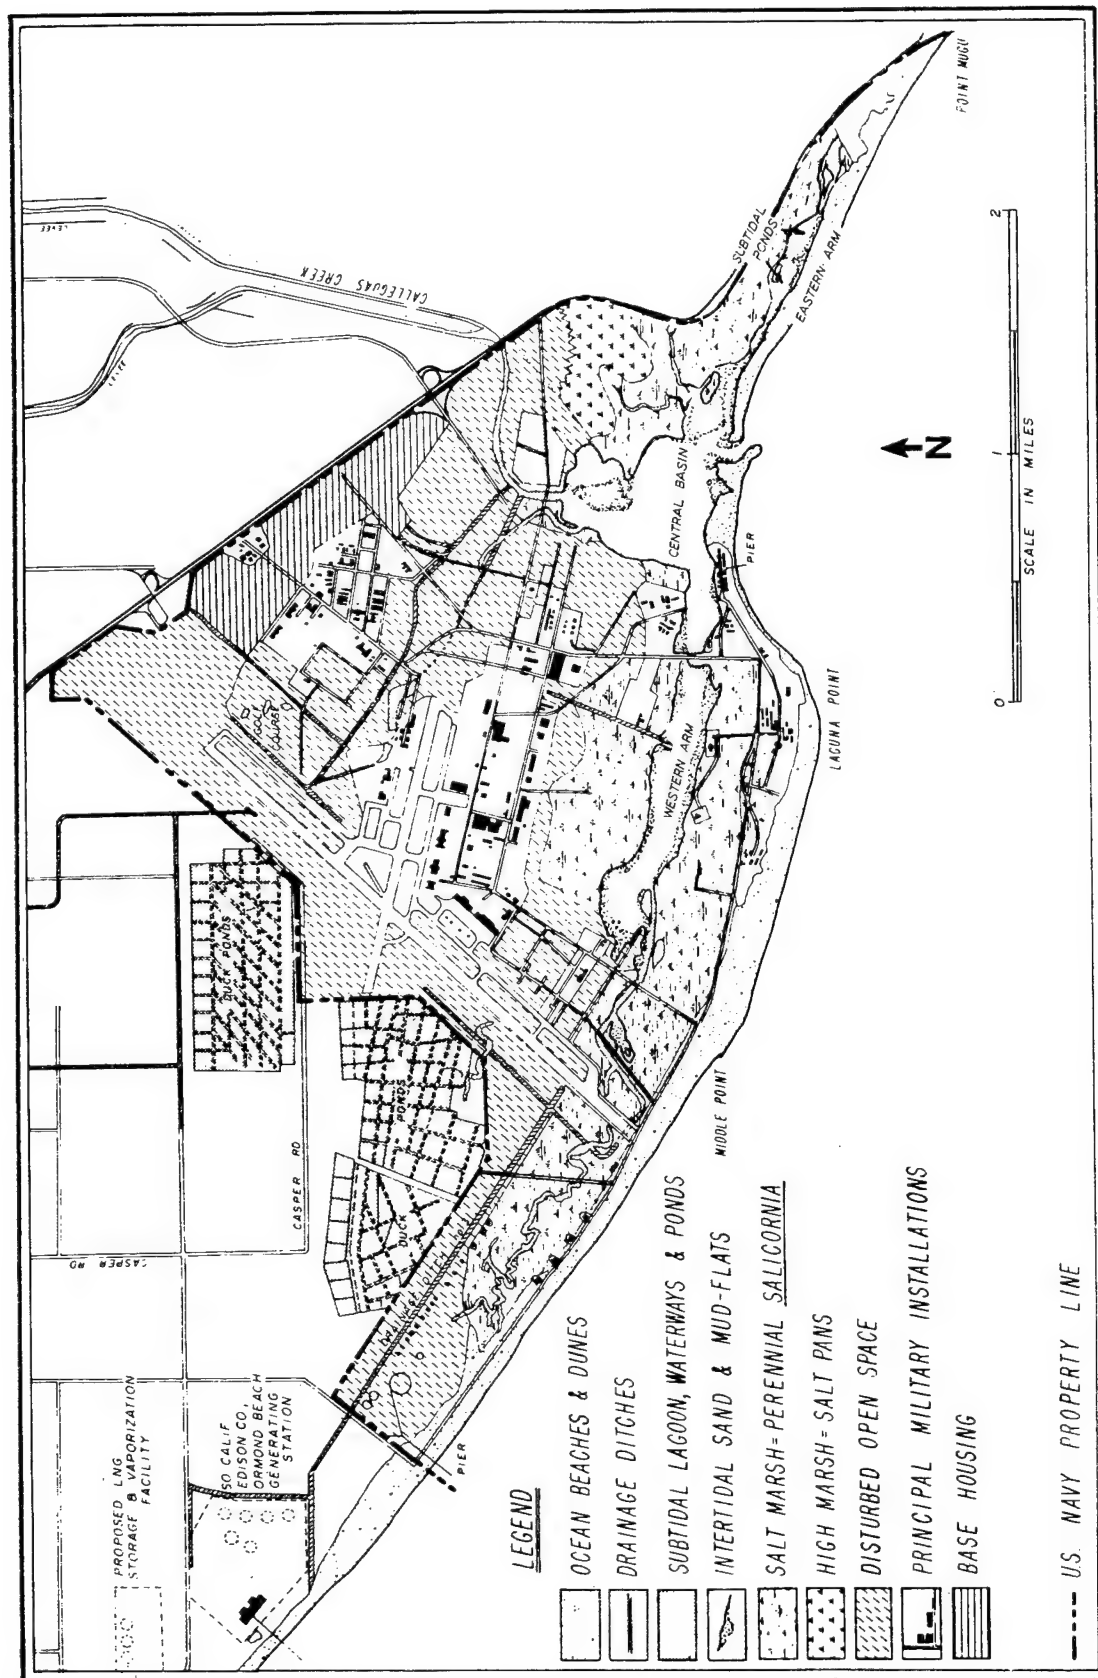 PROPOSED LNG
STORAGE & VAPORIZATION
FACILITY
SO CALIF
EDISON CO.,
ORMOND BEACH
GENERATING
STATION
CASPER RD
CASPER RD
DUCK PONDS
DUCK
PONDS
DRAINAGE DITCH
PIER
GOLF
COURSE
LEVEE
LEVEE
CALLEGUAS CREEK
MIDDLE POINT
WESTERN ARM
LAGUNA POINT
CENTRAL BASIN
PIER
SUBTIDAL
PONDS
EASTERN ARM
POINT MUGU
N
0 1 2
SCALE IN MILES
LEGEND
OCEAN BEACHES & DUNES
DRAINAGE DITCHES
SUBTIDAL LAGOON, WATERWAYS & PONDS
INTERTIDAL SAND & MUD-FLATS
SALT MARSH=PERENNIAL SALICORNIA
HIGH MARSH=SALT PANS
DISTURBED OPEN SPACE
PRINCIPAL MILITARY INSTALLATIONS
BASE HOUSING
U.S. NAVY PROPERTY LINE